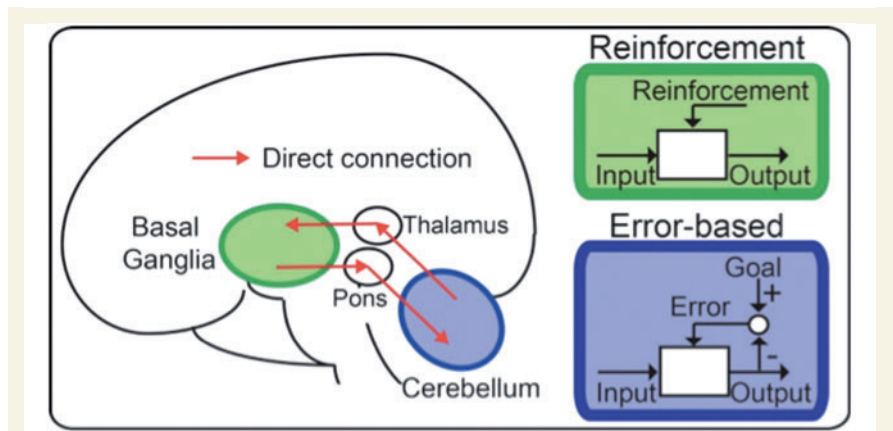 Direct connection
Basal
Ganglia
Thalamus
Pons
Cerebellum
Reinforcement
Reinforcement
Input
Output
Error-based
Goal
+
Error
-
Input
Output